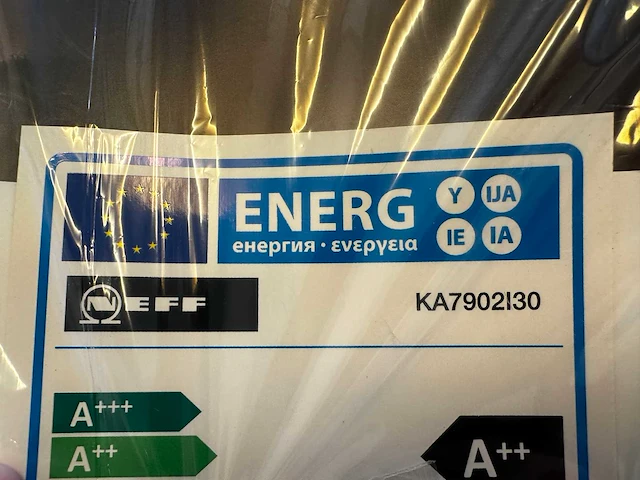 ENERG Y IJA
енергия · ενεργεια IE IA
NEFF KA7902I30
A+++
A++ A++